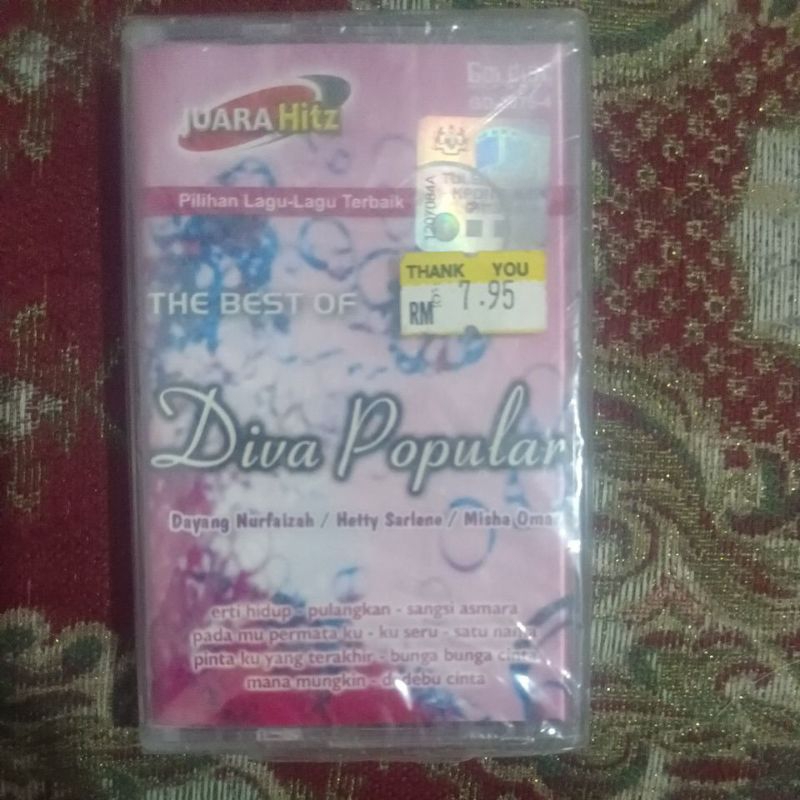 JUARA Hitz
Pilihan Lagu-Lagu Terbaik
THANK YOU
RM 7.95
THE BEST OF
Diva Popular
Dayang Nurfaizah / Hetty Sarlene / Misha Omar
erti hidup - pulangkan - sangsi asmara
pada mu permata ku - ku seru - satu nama
pinta ku yang terakhir - bunga bunga cinta
mana mungkin - debu cinta